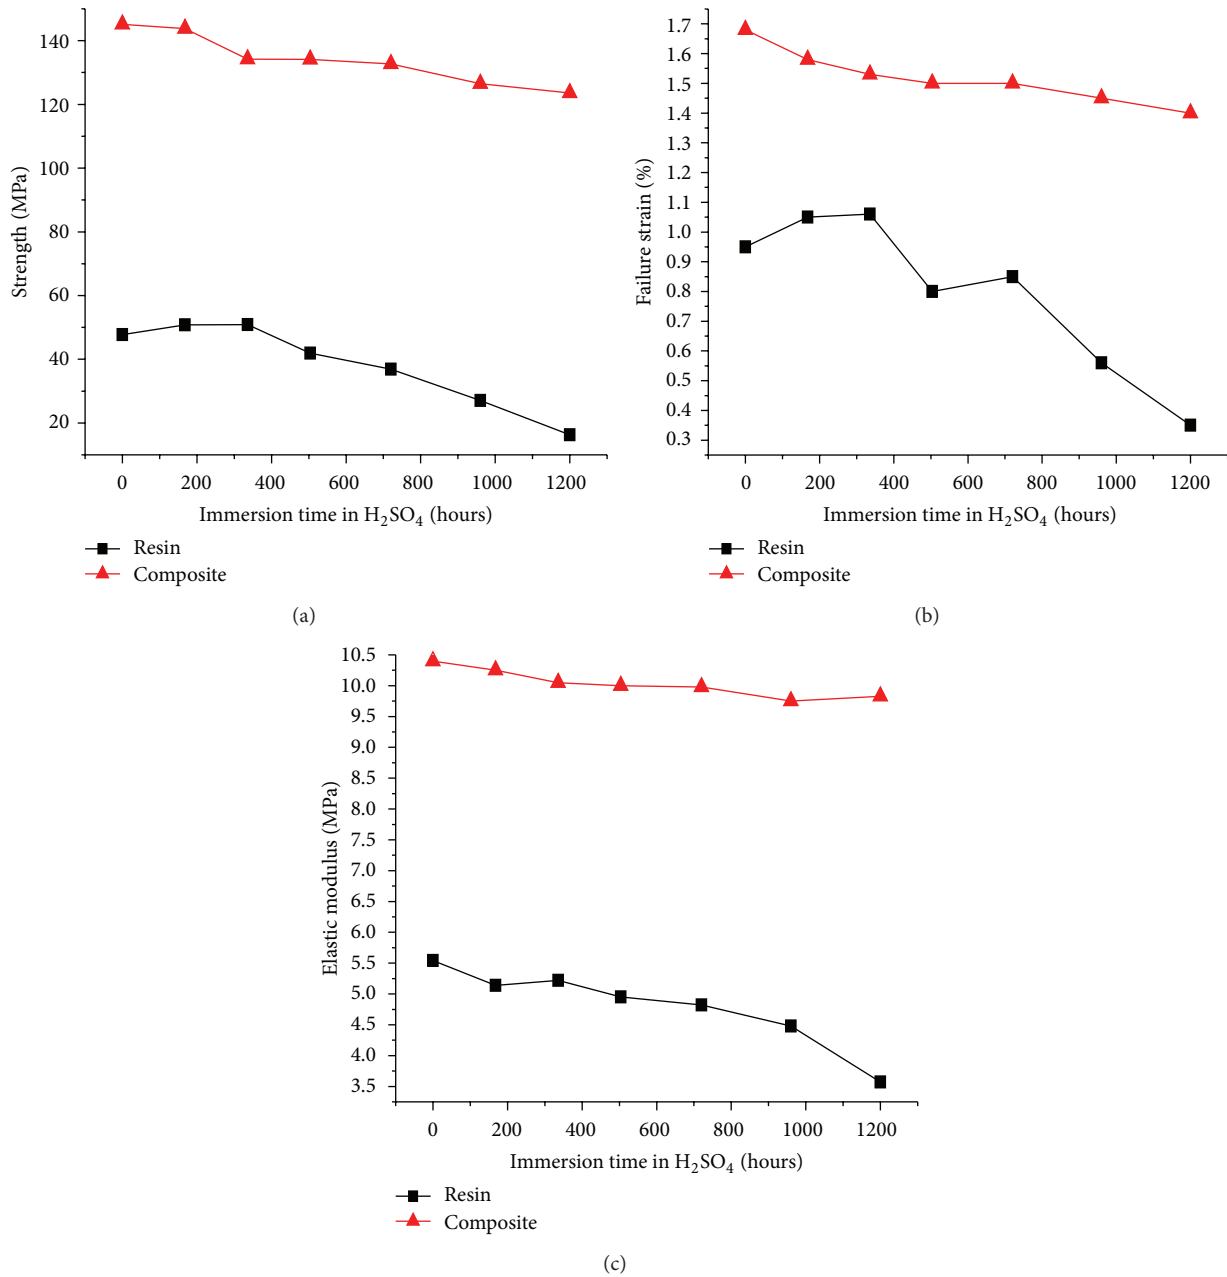 140
120
100
80
60
40
20
Strength (MPa)
0 200 400 600 800 1000 1200
Immersion time in H₂SO₄ (hours)
Resin
Composite
(a)
1.7
1.6
1.5
1.4
1.3
1.2
1.1
1.0
0.9
0.8
0.7
0.6
0.5
0.4
0.3
Failure strain (%)
0 200 400 600 800 1000 1200
Immersion time in H₂SO₄ (hours)
Resin
Composite
(b)
10.5
10.0
9.5
9.0
8.5
8.0
7.5
7.0
6.5
6.0
5.5
5.0
4.5
4.0
3.5
Elastic modulus (MPa)
0 200 400 600 800 1000 1200
Immersion time in H₂SO₄ (hours)
Resin
Composite
(c)